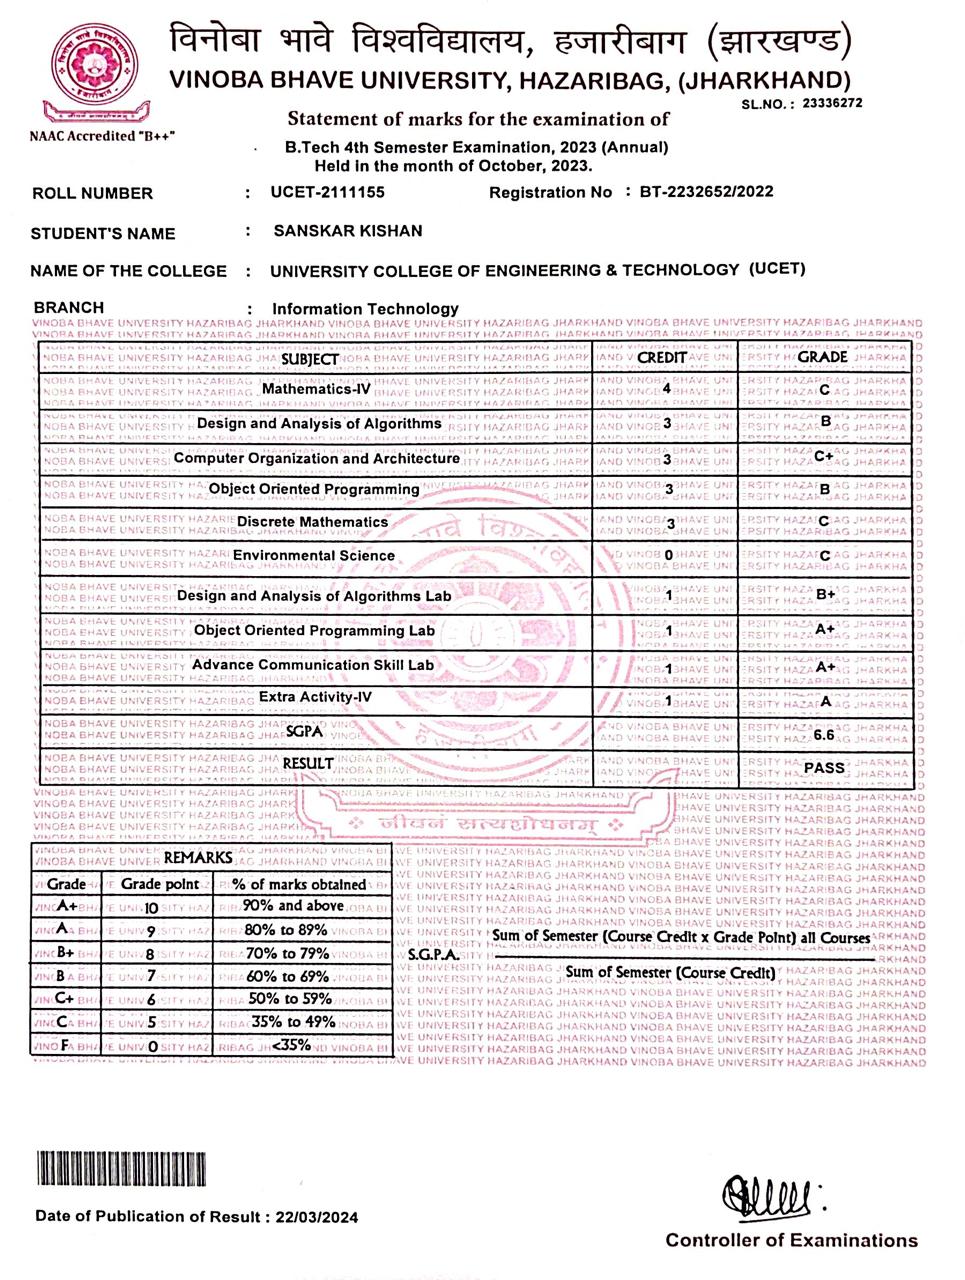 विनोबा भावे विश्वविद्यालय, हजारीबाग (झारखण्ड)
VINOBA BHAVE UNIVERSITY, HAZARIBAG, (JHARKHAND)
SL.NO. : 23336272
NAAC Accredited "B++"
Statement of marks for the examination of
B.Tech 4th Semester Examination, 2023 (Annual)
Held in the month of October, 2023.
ROLL NUMBER : UCET-2111155 Registration No : BT-2232652/2022
STUDENT'S NAME : SANSKAR KISHAN
NAME OF THE COLLEGE : UNIVERSITY COLLEGE OF ENGINEERING & TECHNOLOGY (UCET)
BRANCH : Information Technology
SUBJECT CREDIT GRADE
Mathematics-IV 4 C
Design and Analysis of Algorithms 3 B
Computer Organization and Architecture 3 C+
Object Oriented Programming 3 B
Discrete Mathematics 3 C
Environmental Science 0 C
Design and Analysis of Algorithms Lab 1 B+
Object Oriented Programming Lab 1 A+
Advance Communication Skill Lab 1 A+
Extra Activity-IV 1 A
SGPA 6.6
RESULT PASS
जीवनं सत्यशोधनम्
REMARKS
Grade Grade point % of marks obtained
A+ 10 90% and above
A 9 80% to 89%
B+ 8 70% to 79%
B 7 60% to 69%
C+ 6 50% to 59%
C 5 35% to 49%
F 0 <35%
S.G.P.A. Sum of Semester (Course Credit x Grade Point) all Courses
Sum of Semester (Course Credit)
Date of Publication of Result : 22/03/2024
Controller of Examinations